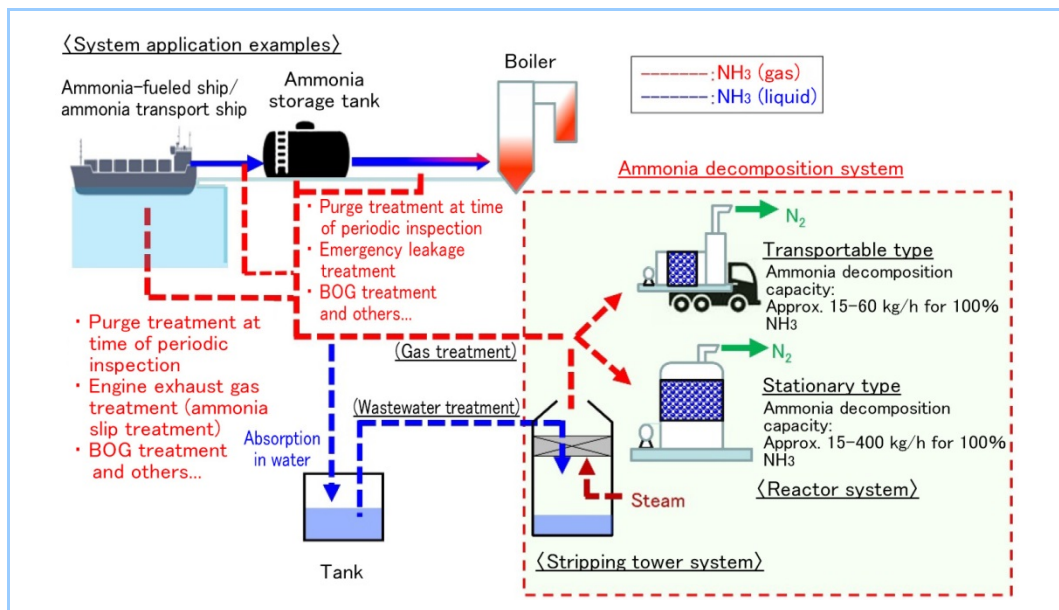 〈System application examples〉
Ammonia-fueled ship/
ammonia transport ship
Ammonia
storage tank
Boiler
:NH₃ (gas)
:NH₃ (liquid)
・Purge treatment at time
of periodic inspection
・Emergency leakage
treatment
・BOG treatment
and others...
・Purge treatment at
time of periodic
inspection
・Engine exhaust gas
treatment (ammonia
slip treatment)
・BOG treatment
and others...
(Gas treatment)
(Wastewater treatment)
Absorption
in water
Tank
Ammonia decomposition system
N₂
Transportable type
Ammonia decomposition
capacity:
Approx. 15-60 kg/h for 100%
NH₃
N₂
Stationary type
Ammonia decomposition
capacity:
Approx. 15-400 kg/h for 100%
NH₃
〈Reactor system〉
Steam
〈Stripping tower system〉